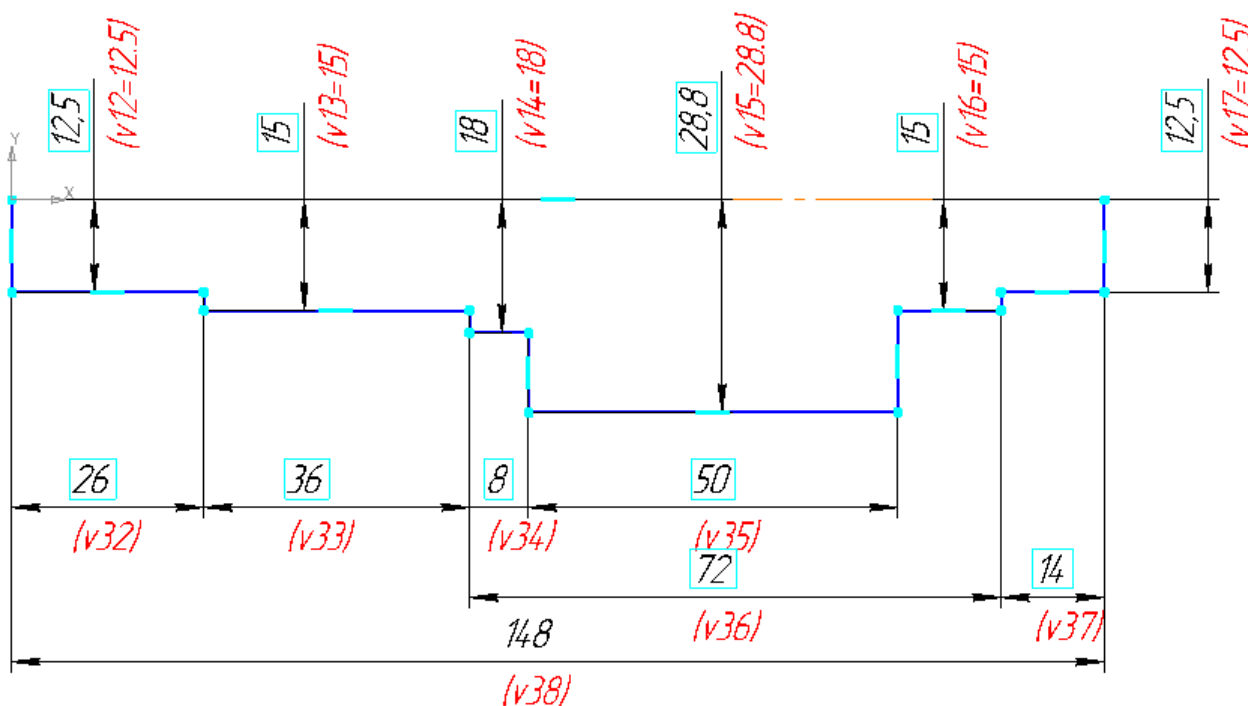 12,5
(v12=12.5)
15
(v13=15)
18
(v14=18)
28,8
(v15=28.8)
15
(v16=15)
12,5
(v17=12.5)
Y
X
26
(v32)
36
(v33)
8
(v34)
50
(v35)
72
(v36)
14
(v37)
148
(v38)